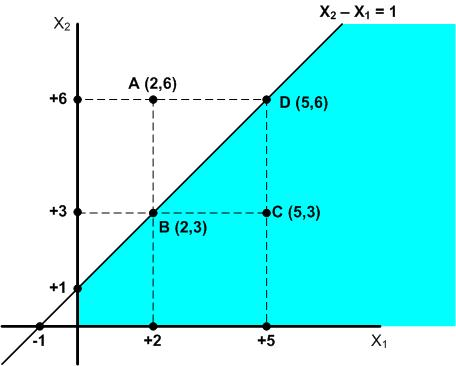 X₂ – X₁ = 1
X₂
A (2,6)
+6
D (5,6)
+3
C (5,3)
B (2,3)
+1
-1
+2
+5
X₁